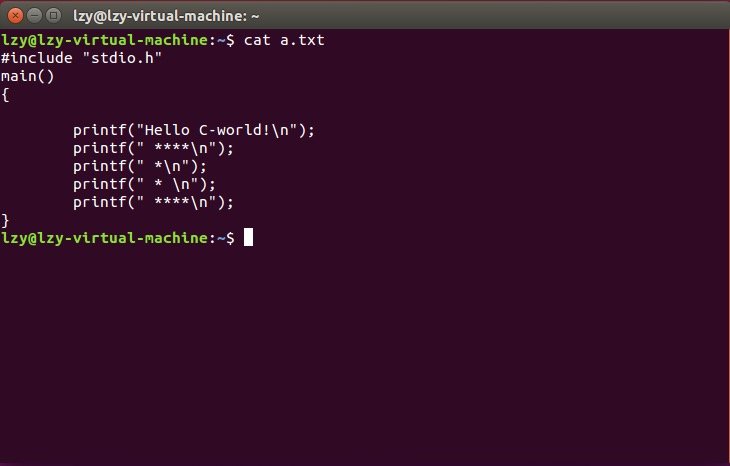 lzy@lzy-virtual-machine: ~
lzy@lzy-virtual-machine:~$ cat a.txt
#include "stdio.h"
main()
{
        printf("Hello C-world!\n");
        printf(" ****\n");
        printf(" *\n");
        printf(" * \n");
        printf(" ****\n");
}
lzy@lzy-virtual-machine:~$